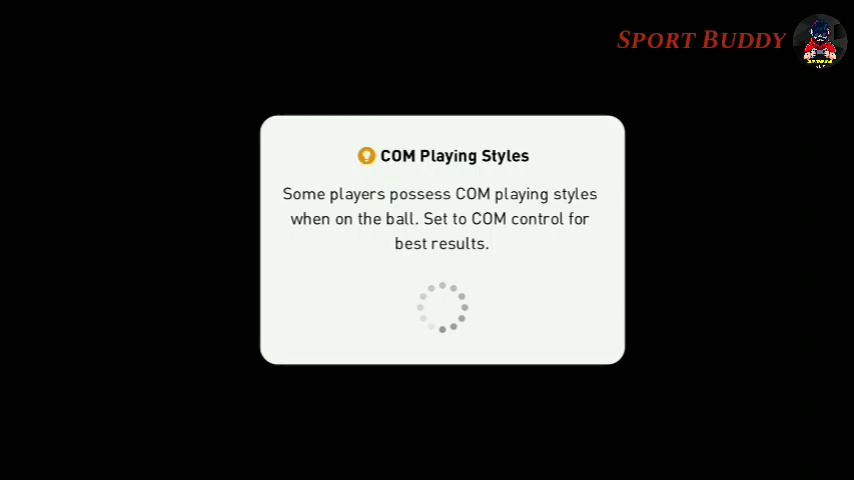 SPORT BUDDY
COM Playing Styles
Some players possess COM playing styles
when on the ball. Set to COM control for
best results.